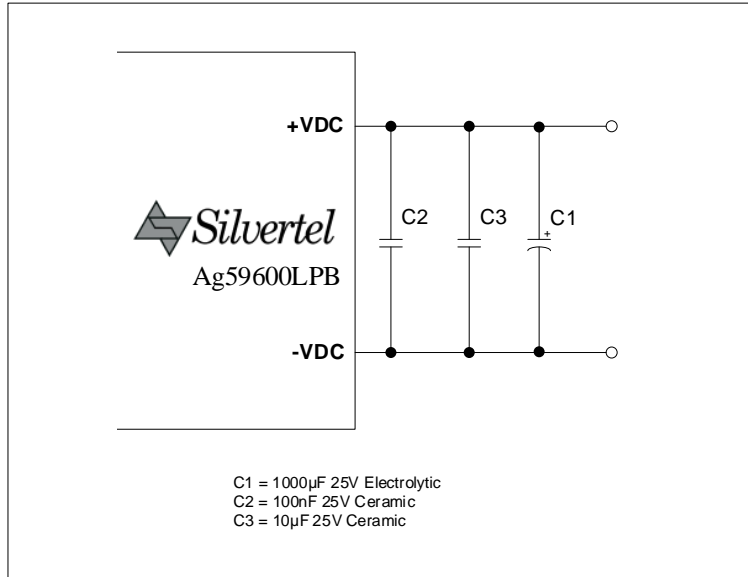 +VDC
C2
C3
C1
+
Silvertel
Ag59600LPB
-VDC
C1 = 1000µF 25V Electrolytic
C2 = 100nF 25V Ceramic
C3 = 10µF 25V Ceramic